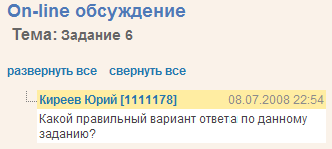 On-line обсуждение
Тема: Задание 6
развернуть все свернуть все
Киреев Юрий [1111178] 08.07.2008 22:54
Какой правильный вариант ответа по данному
заданию?